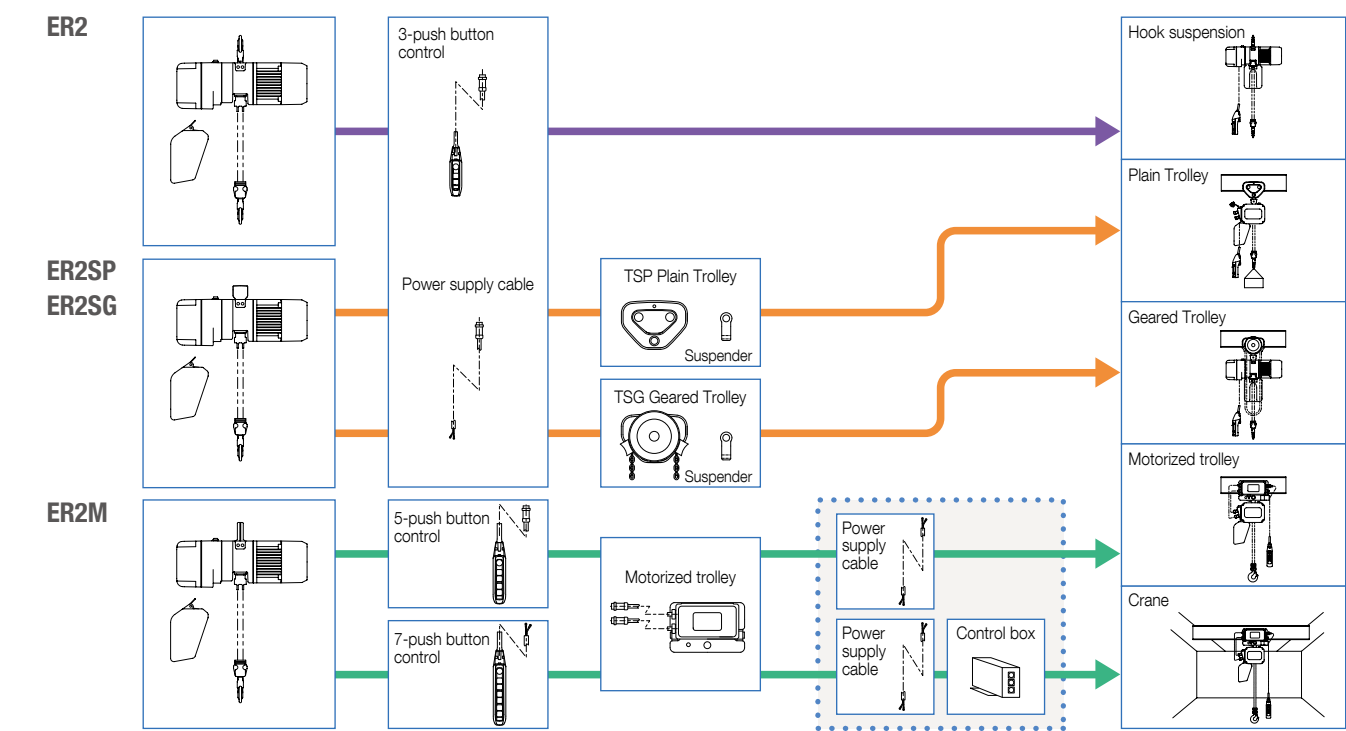 ER2
3-push button
control
Hook suspension
Plain Trolley
ER2SP
ER2SG
Power supply cable
TSP Plain Trolley
Suspender
Geared Trolley
TSG Geared Trolley
Suspender
Motorized trolley
ER2M
5-push button
control
Power
supply
cable
Motorized trolley
Crane
7-push button
control
Power
supply
cable
Control box